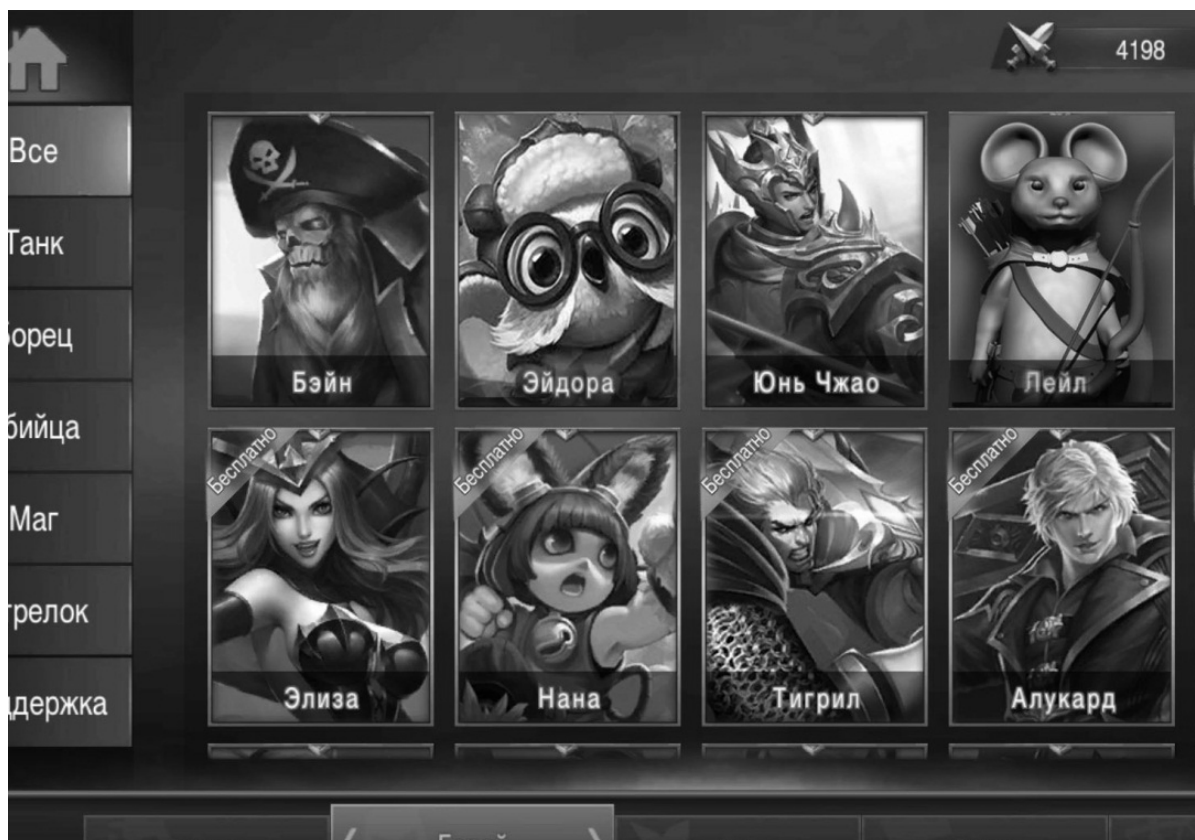 4198
Все
Танк
Борец
бийца
Маг
трелок
ддержка
Бэйн
Эйдора
Юнь Чжао
Лейл
Бесплатно
Бесплатно
Бесплатно
Бесплатно
Элиза
Нана
Тигрил
Алукард